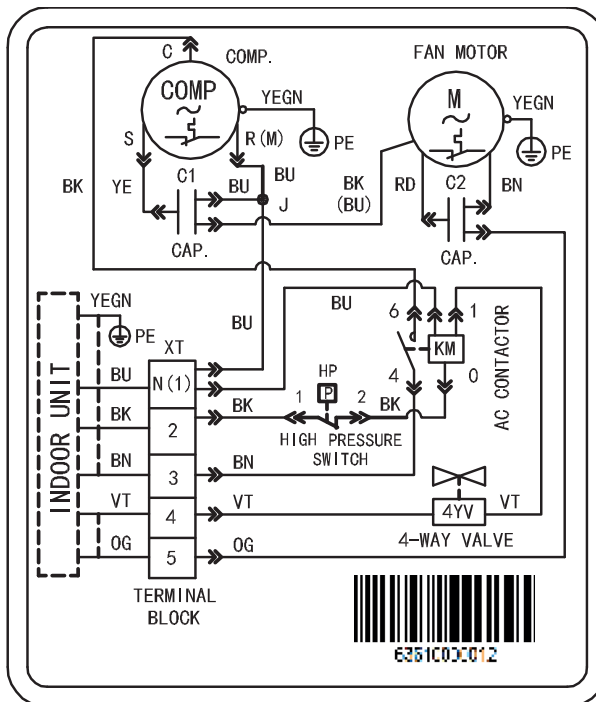 C
COMP.
FAN MOTOR
COMP
M
YEGN
YEGN
S
R(M)
PE
PE
BK
YE
C1
BU
BU
J
BK
(BU)
RD
C2
BN
CAP.
CAP.
YEGN
PE
BU
BU
6
1
XT
KM
INDOOR UNIT
BU
N(1)
HP
P
4
0
AC CONTACTOR
BK
2
BK
1
2
BK
HIGH PRESSURE
SWITCH
BN
3
BN
VT
4
VT
4YV
VT
4-WAY VALVE
OG
5
OG
TERMINAL
BLOCK